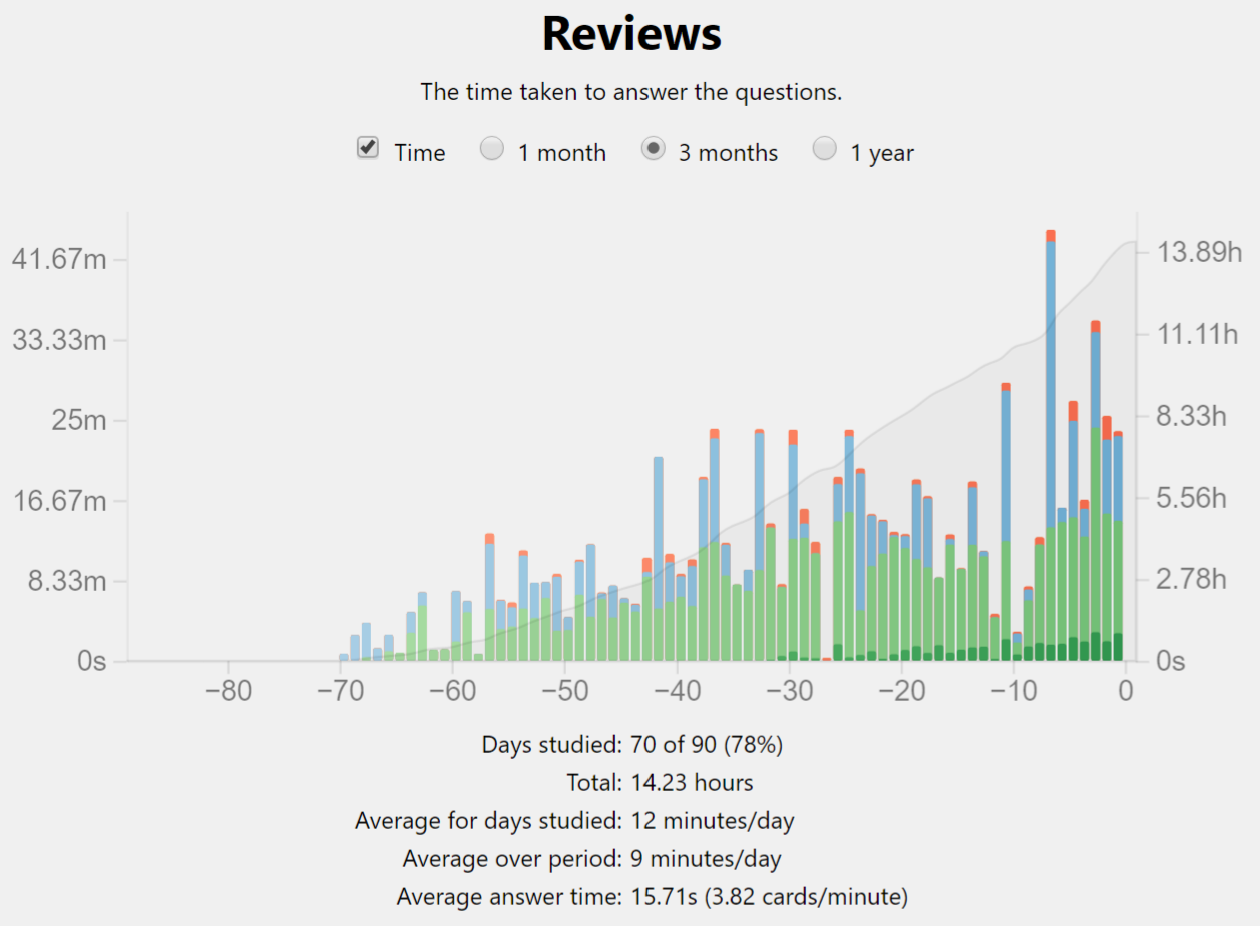 Reviews
The time taken to answer the questions.
Time 1 month 3 months 1 year
41.67m 13.89h
33.33m 11.11h
25m 8.33h
16.67m 5.56h
8.33m 2.78h
0s 0s
−80 −70 −60 −50 −40 −30 −20 −10 0
Days studied: 70 of 90 (78%)
Total: 14.23 hours
Average for days studied: 12 minutes/day
Average over period: 9 minutes/day
Average answer time: 15.71s (3.82 cards/minute)